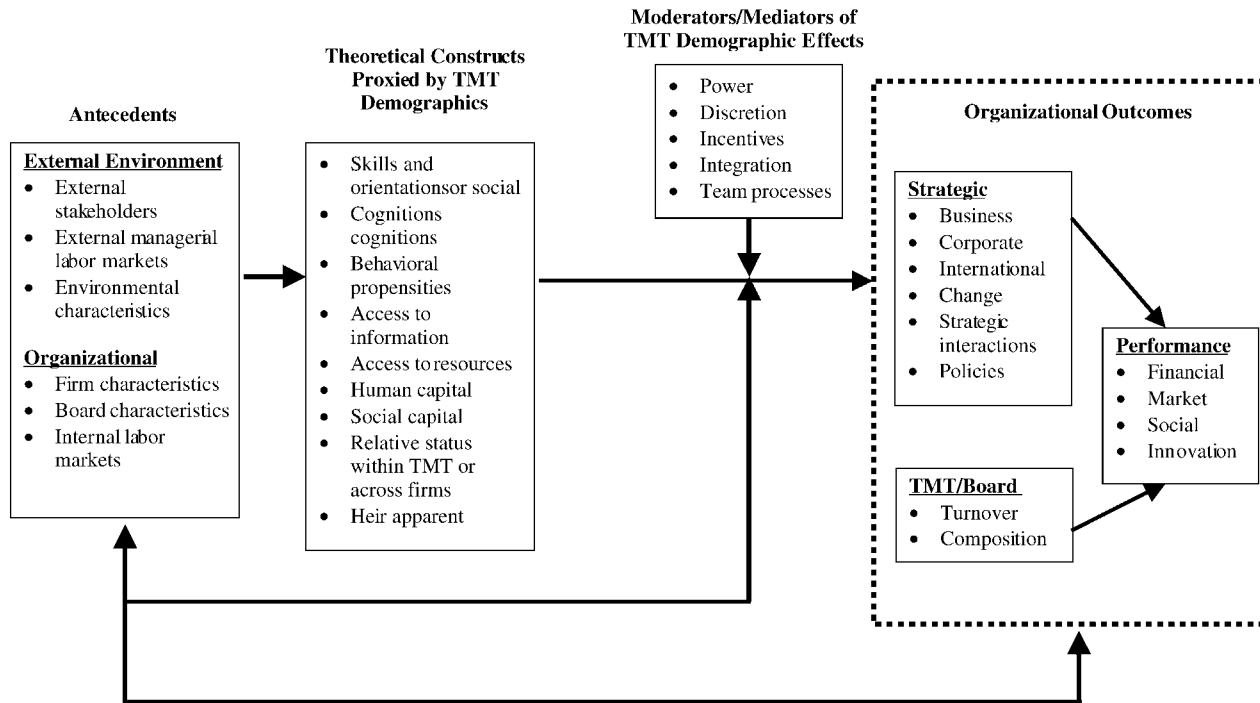 Moderators/Mediators of
TMT Demographic Effects
Theoretical Constructs
Proxied by TMT
Demographics
Antecedents
External Environment
External
stakeholders
External managerial
labor markets
Environmental
characteristics
Organizational
Firm characteristics
Board characteristics
Internal labor
markets
Skills and
orientationsor social
Cognitions
cognitions
Behavioral
propensities
Access to
information
Access to resources
Human capital
Social capital
Relative status
within TMT or
across firms
Heir apparent
Power
Discretion
Incentives
Integration
Team processes
Organizational Outcomes
Strategic
Business
Corporate
International
Change
Strategic
interactions
Policies
TMT/Board
Turnover
Composition
Performance
Financial
Market
Social
Innovation